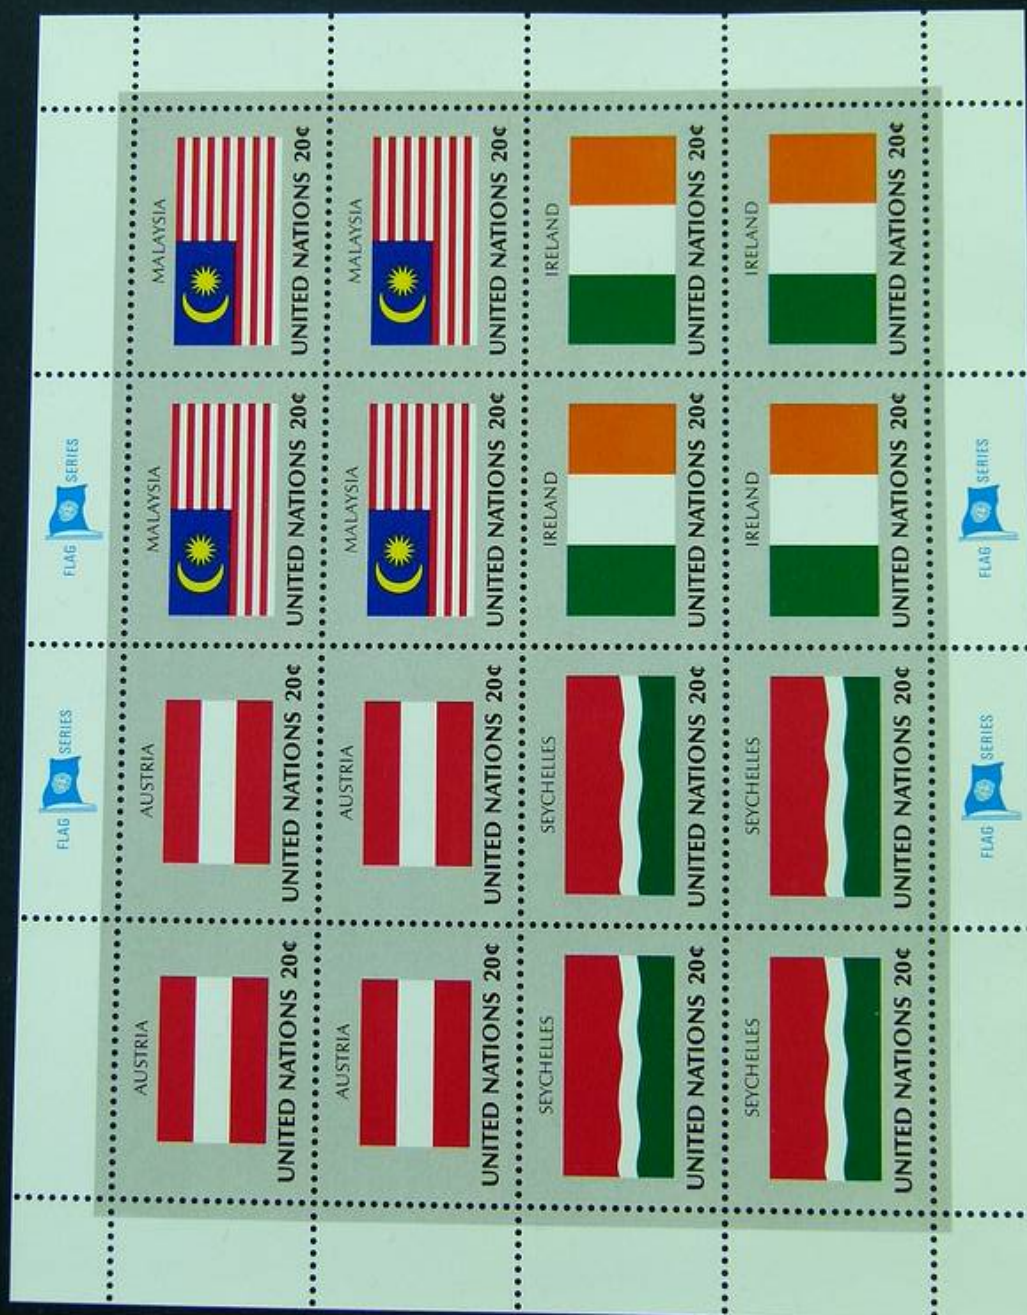 FLAG SERIES
FLAG SERIES
AUSTRIA
UNITED NATIONS 20¢
AUSTRIA
UNITED NATIONS 20¢
MALAYSIA
UNITED NATIONS 20¢
MALAYSIA
UNITED NATIONS 20¢
AUSTRIA
UNITED NATIONS 20¢
AUSTRIA
UNITED NATIONS 20¢
MALAYSIA
UNITED NATIONS 20¢
MALAYSIA
UNITED NATIONS 20¢
SEYCHELLES
UNITED NATIONS 20¢
SEYCHELLES
UNITED NATIONS 20¢
IRELAND
UNITED NATIONS 20¢
IRELAND
UNITED NATIONS 20¢
SEYCHELLES
UNITED NATIONS 20¢
SEYCHELLES
UNITED NATIONS 20¢
IRELAND
UNITED NATIONS 20¢
IRELAND
UNITED NATIONS 20¢
FLAG SERIES
FLAG SERIES